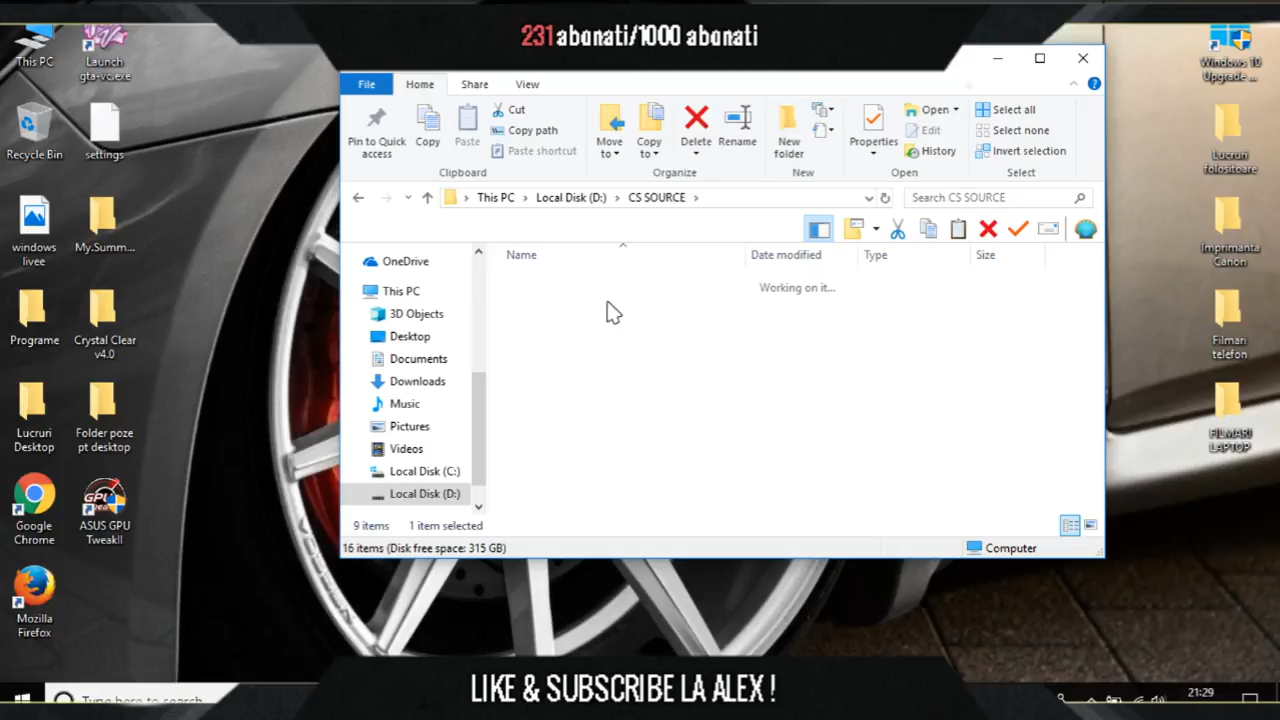 231 abonati/1000 abonati
This PC
Launch
gta-vc.exe
Recycle Bin
settings
windows
livee
My.Summ...
Programe
Crystal Clear
v4.0
Lucruri
Desktop
Folder poze
pt desktop
Google
Chrome
ASUS GPU
TweakII
Mozilla
Firefox
File
Home
Share
View
Pin to Quick
access
Copy
Paste
Cut
Copy path
Paste shortcut
Clipboard
Move
to
Copy
to
Delete
Rename
Organize
New
folder
New
Properties
Open
Edit
History
Open
Select all
Select none
Invert selection
Select
This PC
Local Disk (D:)
CS SOURCE
Search CS SOURCE
Name
Date modified
Type
Size
Working on it...
OneDrive
This PC
3D Objects
Desktop
Documents
Downloads
Music
Pictures
Videos
Local Disk (C:)
Local Disk (D:)
9 items
1 item selected
16 items (Disk free space: 315 GB)
Computer
Windows 10
Upgrade ...
Lucruri
folositoare
Imprimanta
Canon
Filmari
telefon
FILMARI
LAPTOP
LIKE & SUBSCRIBE LA ALEX !
Type here to search
21:29